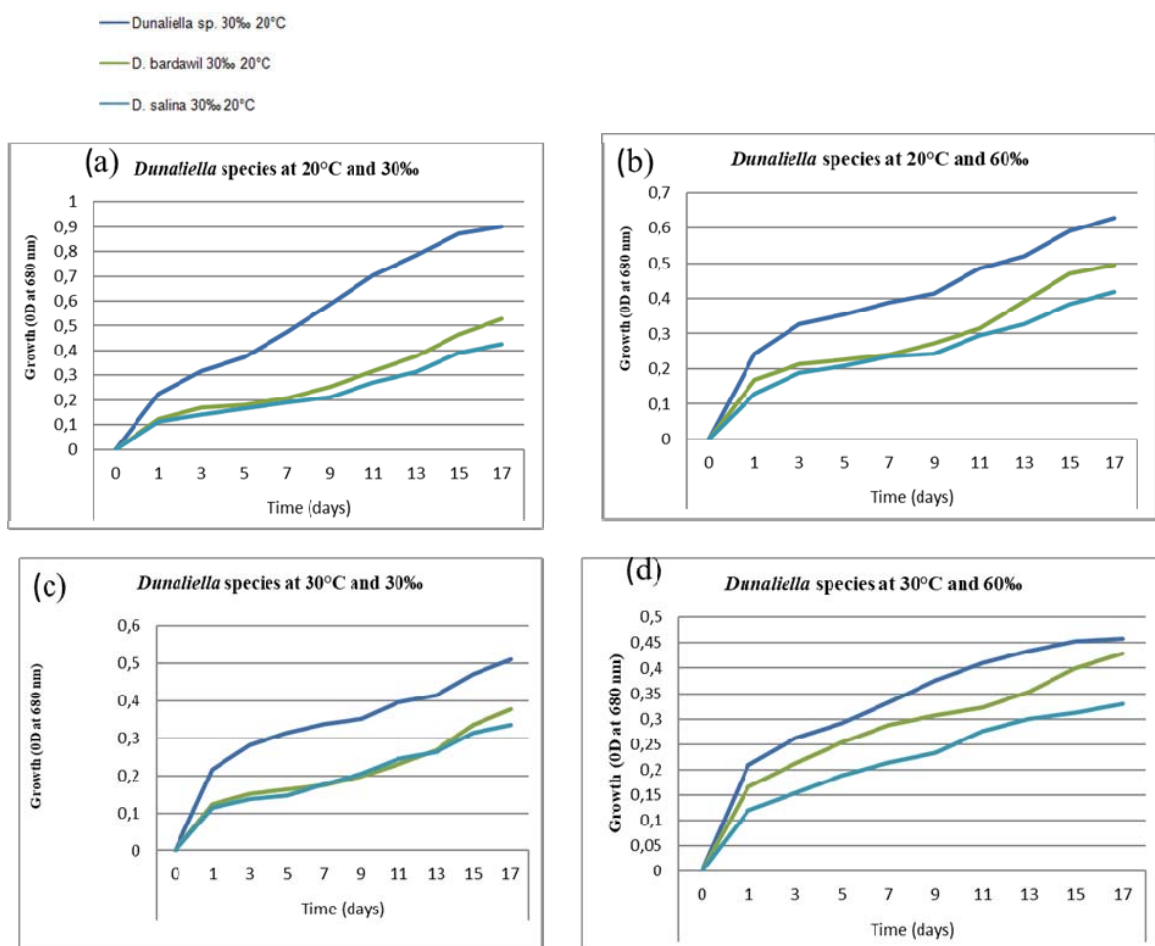 Dunaliella sp. 30‰ 20°C
D. bardawil 30‰ 20°C
D. salina 30‰ 20°C
(a)
Dunaliella species at 20°C and 30‰
Growth (0D at 680 nm)
1
0,9
0,8
0,7
0,6
0,5
0,4
0,3
0,2
0,1
0
0 1 3 5 7 9 11 13 15 17
Time (days)
(b)
Dunaliella species at 20°C and 60‰
Growth (0D at 680 nm)
0,7
0,6
0,5
0,4
0,3
0,2
0,1
0
0 1 3 5 7 9 11 13 15 17
Time (days)
(c)
Dunaliella species at 30°C and 30‰
Growth (0D at 680 nm)
0,6
0,5
0,4
0,3
0,2
0,1
0
0 1 3 5 7 9 11 13 15 17
Time (days)
(d)
Dunaliella species at 30°C and 60‰
Growth (0D at 680 nm)
0,5
0,45
0,4
0,35
0,3
0,25
0,2
0,15
0,1
0,05
0
0 1 3 5 7 9 11 13 15 17
Time (days)